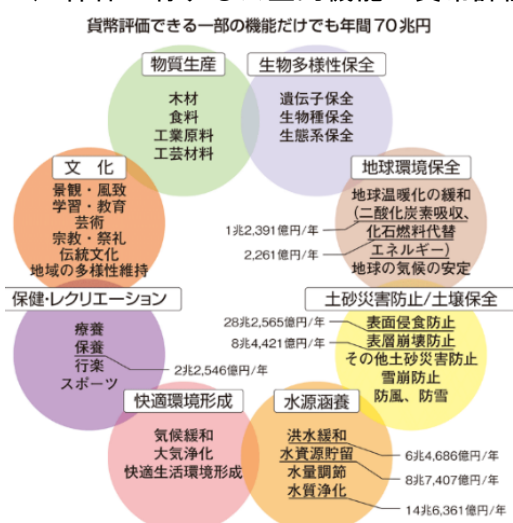 貨幣評価できる一部の機能だけでも年間70兆円
物質生産
木材
食料
工業原料
工芸材料
生物多様性保全
遺伝子保全
生物種保全
生態系保全
文化
景観・風致
学習・教育
芸術
宗教・祭礼
伝統文化
地域の多様性維持
地球環境保全
地球温暖化の緩和
(二酸化炭素吸収、
化石燃料代替
エネルギー)
地球の気候の安定
1兆2,391億円/年
2,261億円/年
保健・レクリエーション
療養
保養
行楽
スポーツ
2兆2,546億円/年
土砂災害防止/土壌保全
表面侵食防止
表層崩壊防止
その他土砂災害防止
雪崩防止
防風、防雪
28兆2,565億円/年
8兆4,421億円/年
快適環境形成
気候緩和
大気浄化
快適生活環境形成
水源涵養
洪水緩和
水資源貯留
水量調節
水質浄化
6兆4,686億円/年
8兆7,407億円/年
14兆6,361億円/年